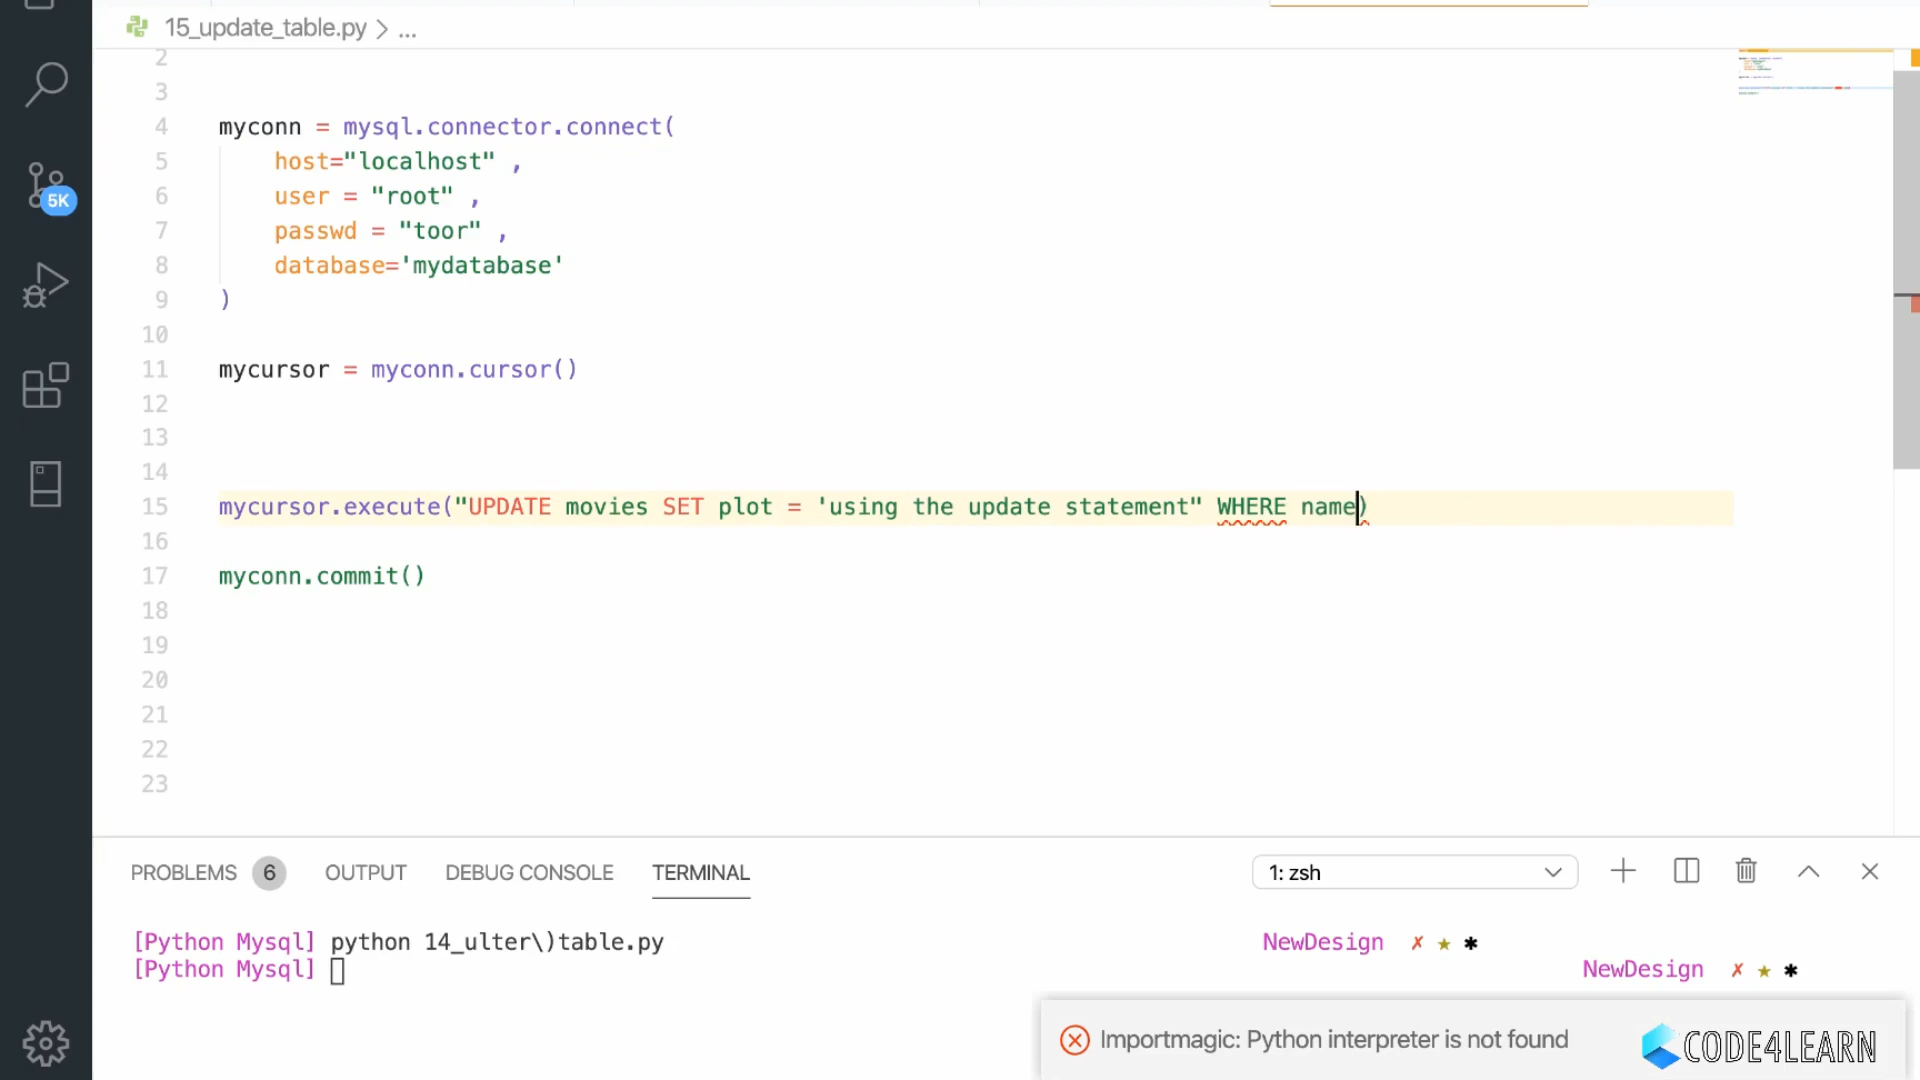 15_update_table.py > ...
2
3
4 myconn = mysql.connector.connect(
5 host="localhost" ,
6 user = "root" ,
7 passwd = "toor" ,
8 database='mydatabase'
9 )
10
11 mycursor = myconn.cursor()
12
13
14
15 mycursor.execute("UPDATE movies SET plot = 'using the update statement" WHERE name)
16
17 myconn.commit()
18
19
20
21
22
23
5K
PROBLEMS 6 OUTPUT DEBUG CONSOLE TERMINAL 1: zsh
[Python Mysql] python 14_ulter\)table.py NewDesign ✗ ★ ✱
[Python Mysql] NewDesign ✗ ★ ✱
Importmagic: Python interpreter is not found
CODE4LEARN